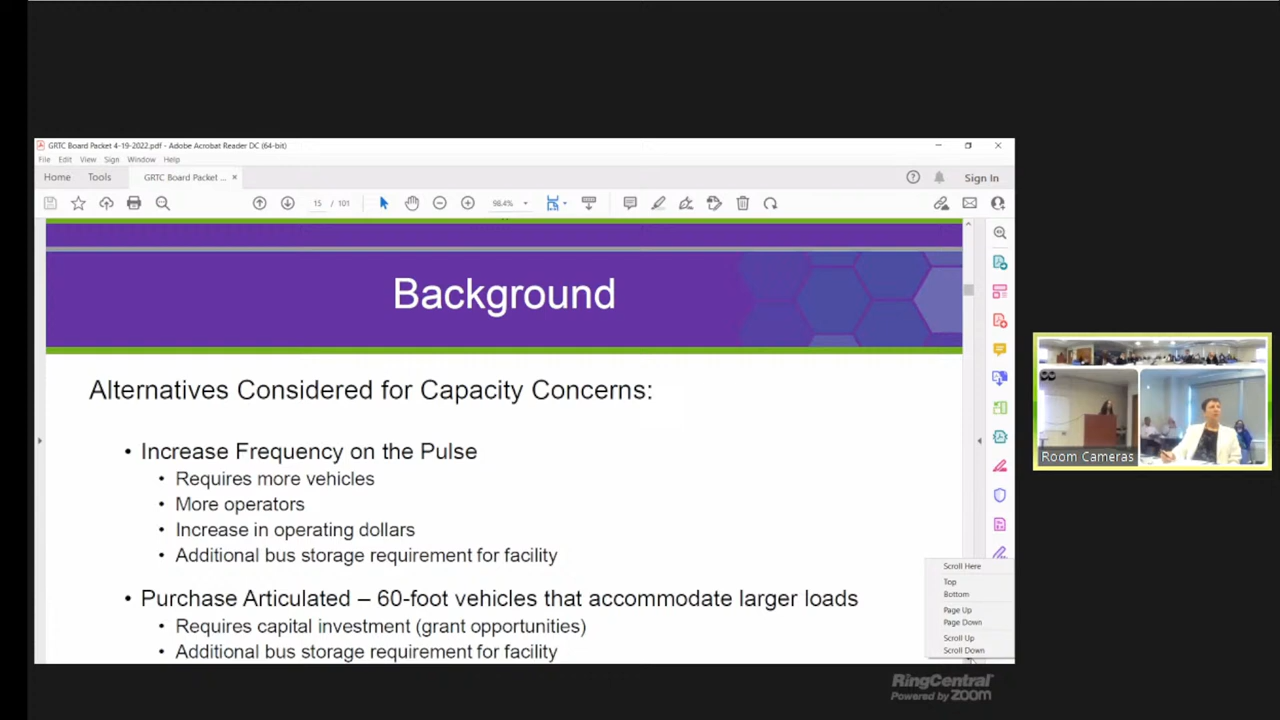 GRTC Board Packet 4-19-2022.pdf - Adobe Acrobat Reader DC (64-bit)
File Edit View Sign Window Help
Home Tools GRTC Board Packet ... × Sign In
15 / 101 98.4%
Background
Alternatives Considered for Capacity Concerns:
• Increase Frequency on the Pulse
• Requires more vehicles
• More operators
• Increase in operating dollars
• Additional bus storage requirement for facility
• Purchase Articulated – 60-foot vehicles that accommodate larger loads
• Requires capital investment (grant opportunities)
• Additional bus storage requirement for facility
Scroll Here
Top
Bottom
Page Up
Page Down
Scroll Up
Scroll Down
Room Cameras
RingCentral
Powered by zoom